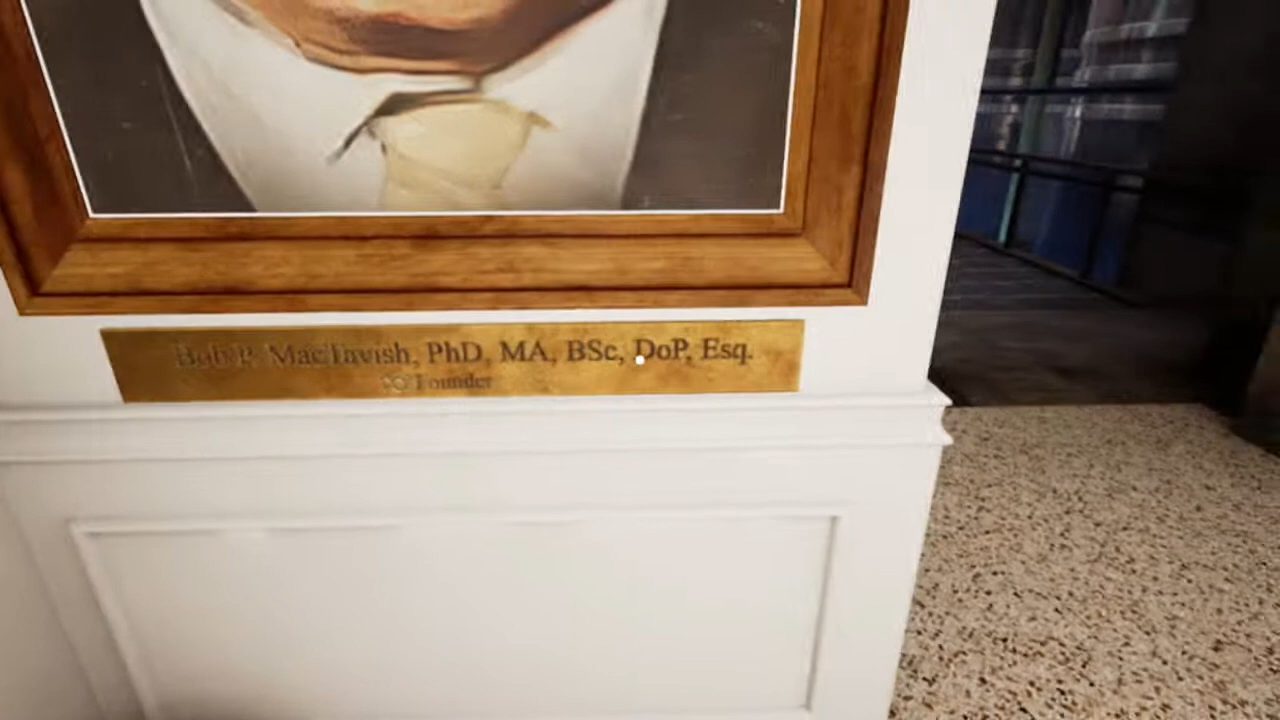 Bob P. MacTavish, PhD, MA, BSc, DoP, Esq.
Founder